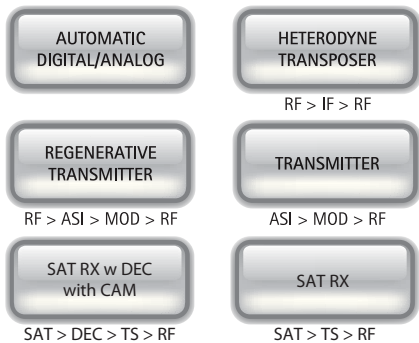 AUTOMATIC
DIGITAL/ANALOG
HETERODYNE
TRANSPOSER
RF > IF > RF
REGENERATIVE
TRANSMITTER
RF > ASI > MOD > RF
TRANSMITTER
ASI > MOD > RF
SAT RX w DEC
with CAM
SAT > DEC > TS > RF
SAT RX
SAT > TS > RF